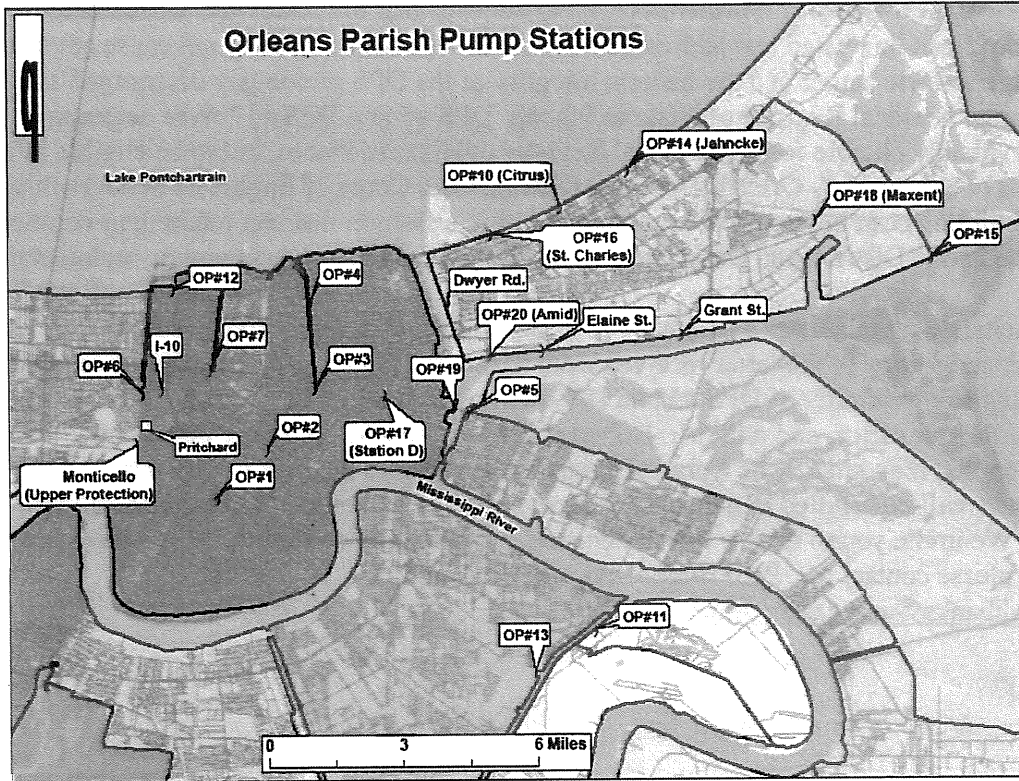 Orleans Parish Pump Stations
OP#14 (Jahncke)
Lake Pontchartrain
OP#10 (Citrus)
OP#18 (Maxent)
OP#16
(St. Charles)
OP#15
OP#12
OP#4
Dwyer Rd.
OP#20 (Amid)
Elaine St.
Grant St.
OP#7
I-10
OP#6
OP#3
OP#19
OP#5
OP#2
OP#17
(Station D)
Pritchard
Monticello
(Upper Protection)
OP#1
Mississippi River
OP#11
OP#13
0 3 6 Miles